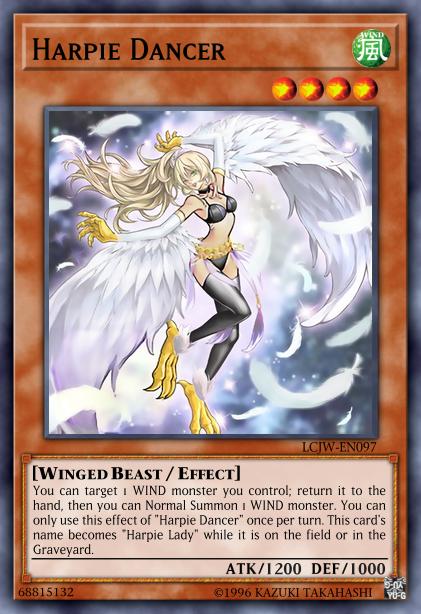 Harpie Dancer
WIND
風
LCJW-EN097
[Winged Beast / Effect]
You can target 1 WIND monster you control; return it to the
hand, then you can Normal Summon 1 WIND monster. You can
only use this effect of "Harpie Dancer" once per turn. This card's
name becomes "Harpie Lady" while it is on the field or in the
Graveyard.
ATK/1200 DEF/1000
68815132
©1996 KAZUKI TAKAHASHI